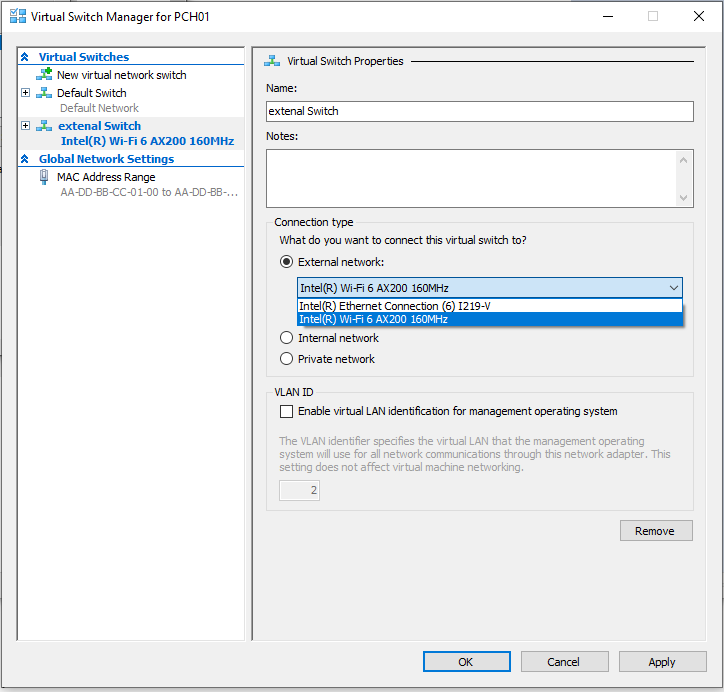 Virtual Switch Manager for PCH01
Virtual Switches
New virtual network switch
Default Switch
Default Network
extenal Switch
Intel(R) Wi-Fi 6 AX200 160MHz
Global Network Settings
MAC Address Range
AA-DD-BB-CC-01-00 to AA-DD-BB-...
Virtual Switch Properties
Name:
extenal Switch
Notes:
Connection type
What do you want to connect this virtual switch to?
External network:
Intel(R) Wi-Fi 6 AX200 160MHz
Intel(R) Ethernet Connection (6) I219-V
Intel(R) Wi-Fi 6 AX200 160MHz
Internal network
Private network
VLAN ID
Enable virtual LAN identification for management operating system
The VLAN identifier specifies the virtual LAN that the management operating
system will use for all network communications through this network adapter. This
setting does not affect virtual machine networking.
2
Remove
OK
Cancel
Apply